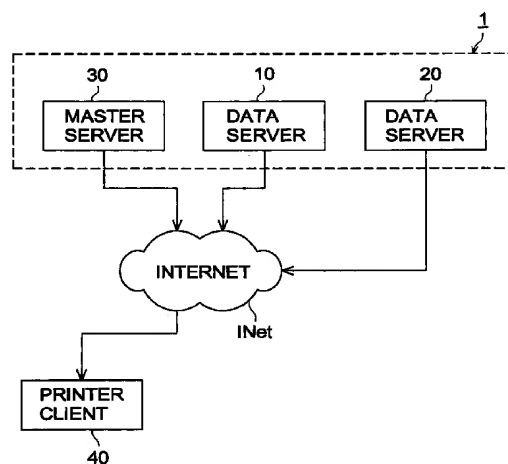 1
30
10
20
MASTER
SERVER
DATA
SERVER
DATA
SERVER
INTERNET
INet
PRINTER
CLIENT
40